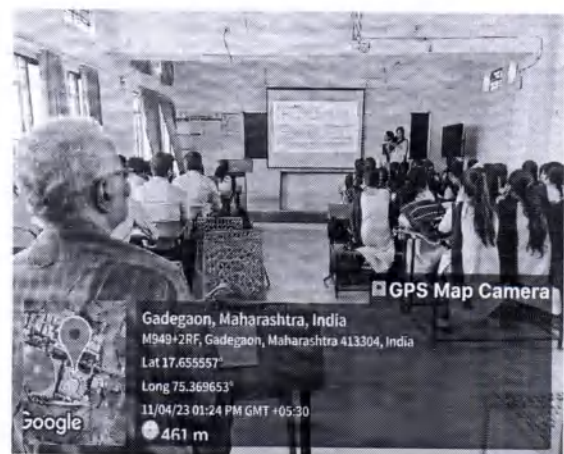 GPS Map Camera
Gadegaon, Maharashtra, India
M949+2RF, Gadegaon, Maharashtra 413304, India
Lat 17.655557°
Long 75.369653°
11/04/23 01:24 PM GMT +05:30
461 m
Google